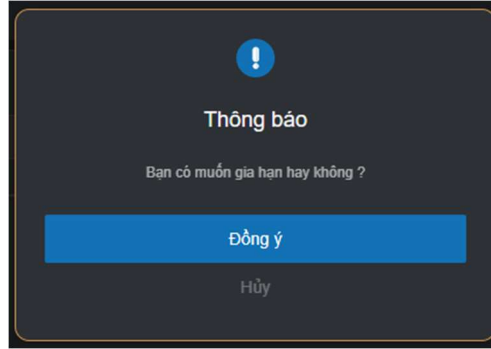 Thông báo
Bạn có muốn gia hạn hay không ?
Đồng ý
Hủy